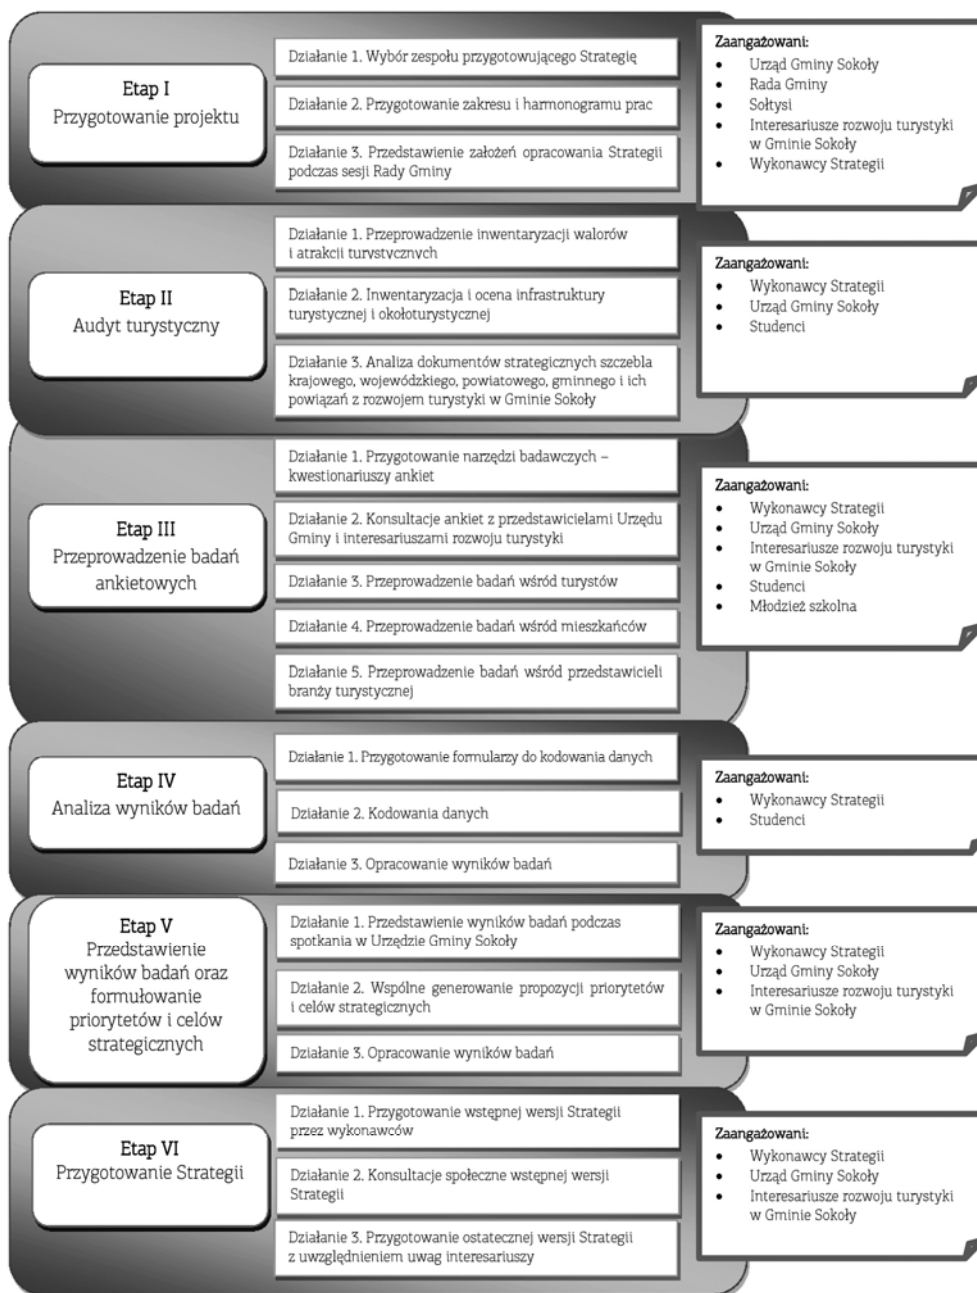 Etap I
Przygotowanie projektu
Działanie 1. Wybór zespołu przygotowującego Strategię
Działanie 2. Przygotowanie zakresu i harmonogramu prac
Działanie 3. Przedstawienie założeń opracowania Strategii
podczas sesji Rady Gminy
Zaangażowani:
• Urząd Gminy Sokoły
• Rada Gminy
• Sołtysi
• Interesariusze rozwoju turystyki
w Gminie Sokoły
• Wykonawcy Strategii
Etap II
Audyt turystyczny
Działanie 1. Przeprowadzenie inwentaryzacji walorów
i atrakcji turystycznych
Działanie 2. Inwentaryzacja i ocena infrastruktury
turystycznej i okołoturystycznej
Działanie 3. Analiza dokumentów strategicznych szczebla
krajowego, wojewódzkiego, powiatowego, gminnego i ich
powiązań z rozwojem turystyki w Gminie Sokoły
Zaangażowani:
• Wykonawcy Strategii
• Urząd Gminy Sokoły
• Studenci
Etap III
Przeprowadzenie badań
ankietowych
Działanie 1. Przygotowanie narzędzi badawczych –
kwestionariuszy ankiet
Działanie 2. Konsultacje ankiet z przedstawicielami Urzędu
Gminy i interesariuszami rozwoju turystyki
Działanie 3. Przeprowadzenie badań wśród turystów
Działanie 4. Przeprowadzenie badań wśród mieszkańców
Działanie 5. Przeprowadzenie badań wśród przedstawicieli
branży turystycznej
Zaangażowani:
• Wykonawcy Strategii
• Urząd Gminy Sokoły
• Interesariusze rozwoju turystyki
w Gminie Sokoły
• Studenci
• Młodzież szkolna
Etap IV
Analiza wyników badań
Działanie 1. Przygotowanie formularzy do kodowania danych
Działanie 2. Kodowania danych
Działanie 3. Opracowanie wyników badań
Zaangażowani:
• Wykonawcy Strategii
• Studenci
Etap V
Przedstawienie
wyników badań oraz
formułowanie
priorytetów i celów
strategicznych
Działanie 1. Przedstawienie wyników badań podczas
spotkania w Urzędzie Gminy Sokoły
Działanie 2. Wspólne generowanie propozycji priorytetów
i celów strategicznych
Działanie 3. Opracowanie wyników badań
Zaangażowani:
• Wykonawcy Strategii
• Urząd Gminy Sokoły
• Interesariusze rozwoju turystyki
w Gminie Sokoły
Etap VI
Przygotowanie Strategii
Działanie 1. Przygotowanie wstępnej wersji Strategii
przez wykonawców
Działanie 2. Konsultacje społeczne wstępnej wersji
Strategii
Działanie 3. Przygotowanie ostatecznej wersji Strategii
z uwzględnieniem uwag interesariuszy
Zaangażowani:
• Wykonawcy Strategii
• Urząd Gminy Sokoły
• Interesariusze rozwoju turystyki
w Gminie Sokoły